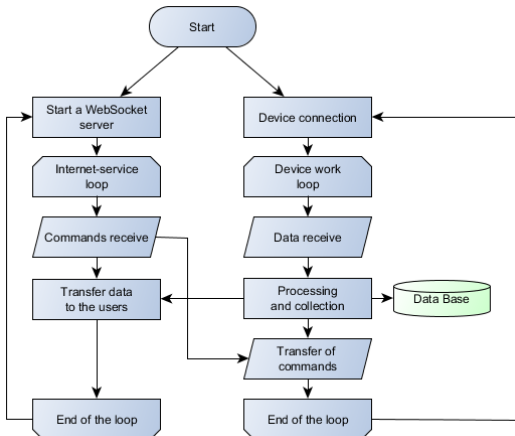 Start
Start a WebSocket
server
Device connection
Internet-service
loop
Device work
loop
Commands receive
Data receive
Transfer data
to the users
Processing
and collection
Data Base
Transfer of
commands
End of the loop
End of the loop